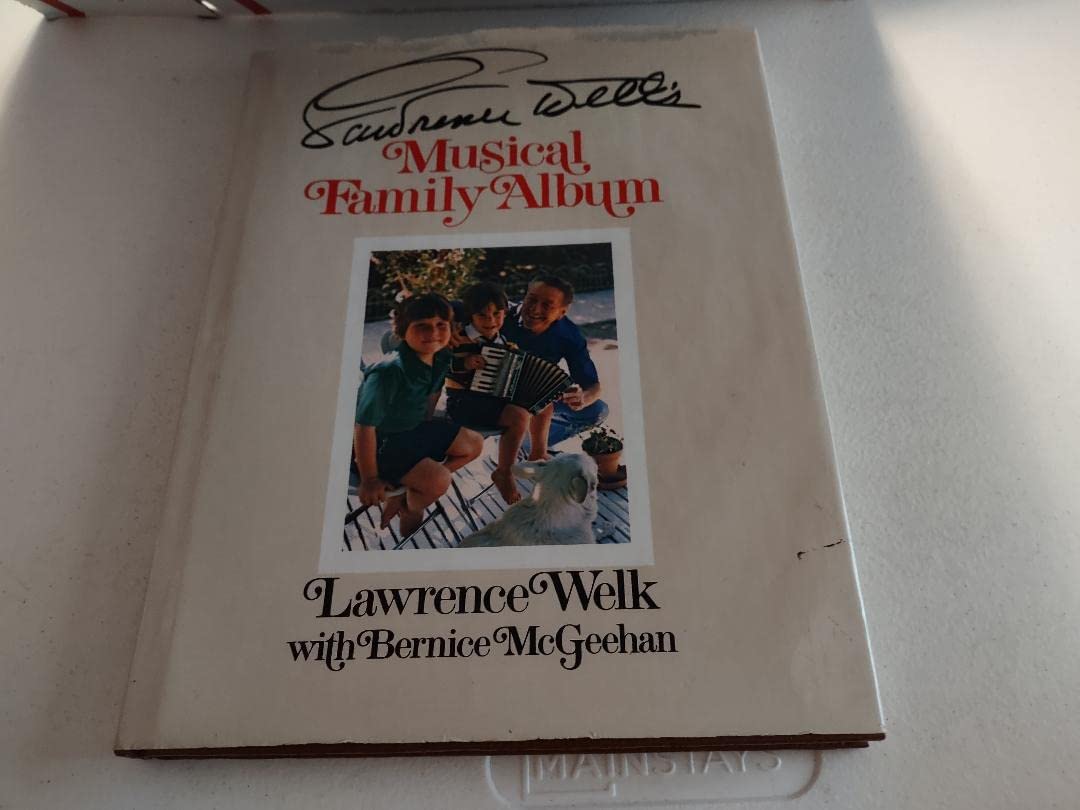 Lawrence Welk's
Musical
Family Album
Lawrence Welk
with Bernice McGeehan
MAINSTAYS